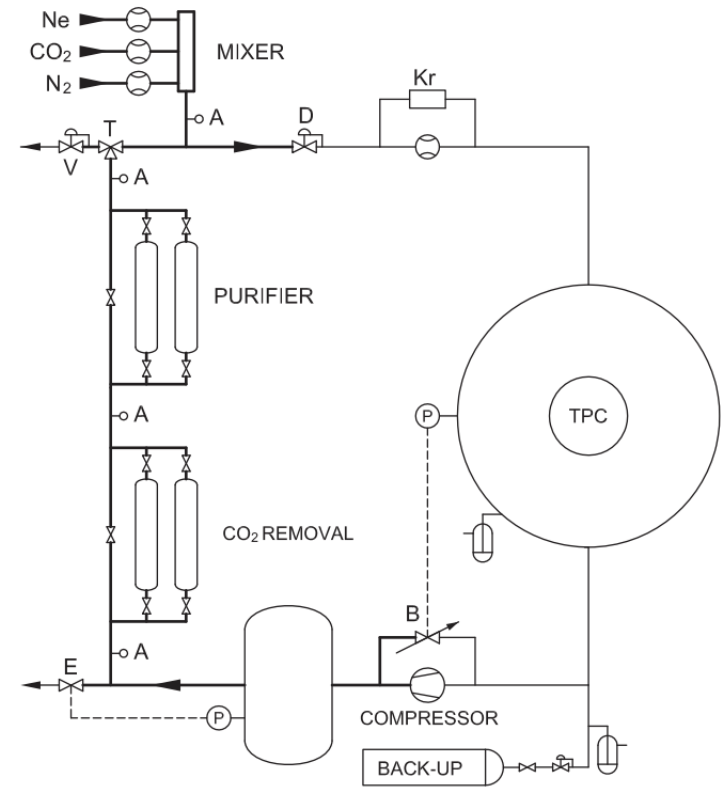 Ne
CO₂
N₂
MIXER
A
T
D
Kr
V
A
PURIFIER
A
P
TPC
CO₂ REMOVAL
B
A
E
P
COMPRESSOR
BACK-UP